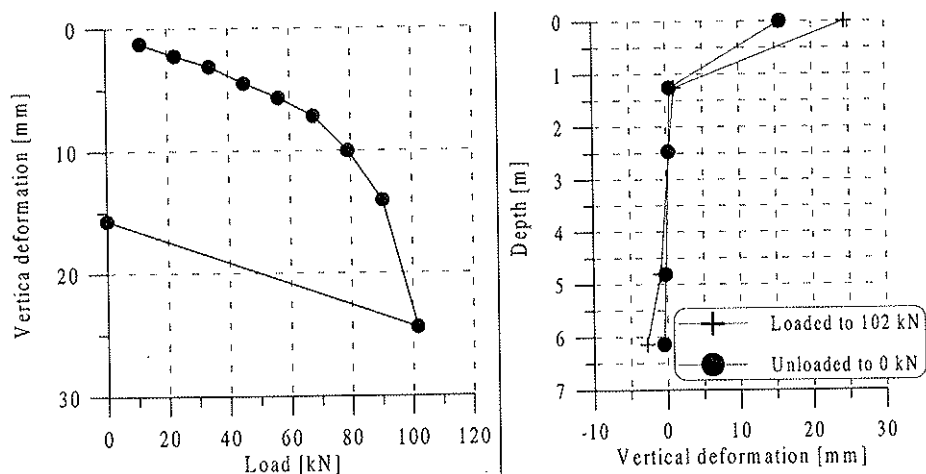 0
10
20
30
Vertica deformation [mm]
0 20 40 60 80 100 120
Load [kN]
0
1
2
3
4
5
6
7
Depth [m]
Loaded to 102 kN
Unloaded to 0 kN
-10 0 10 20 30
Vertical deformation [mm]